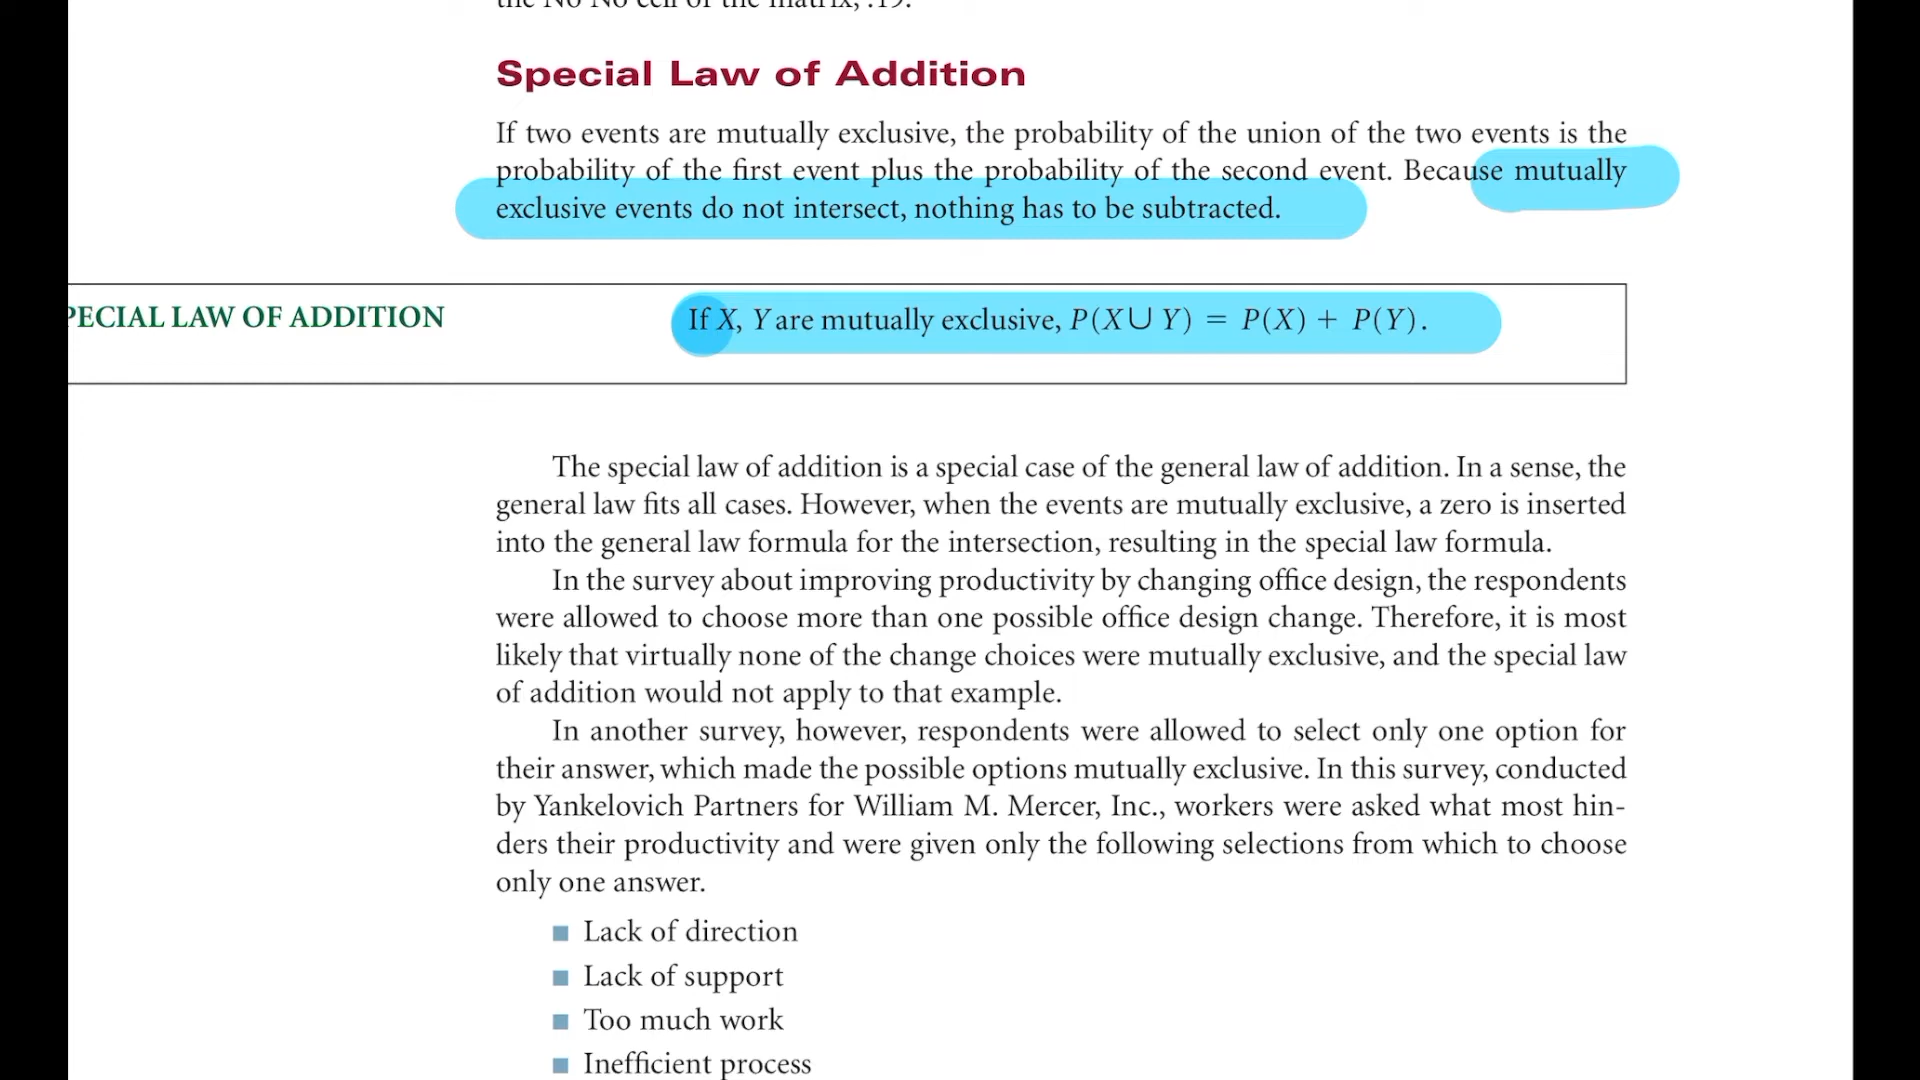 the No No cell of the matrix, .19.
Special Law of Addition
If two events are mutually exclusive, the probability of the union of the two events is the
probability of the first event plus the probability of the second event. Because mutually
exclusive events do not intersect, nothing has to be subtracted.
PECIAL LAW OF ADDITION
If X, Y are mutually exclusive, P(X ∪ Y) = P(X) + P(Y).
The special law of addition is a special case of the general law of addition. In a sense, the
general law fits all cases. However, when the events are mutually exclusive, a zero is inserted
into the general law formula for the intersection, resulting in the special law formula.
In the survey about improving productivity by changing office design, the respondents
were allowed to choose more than one possible office design change. Therefore, it is most
likely that virtually none of the change choices were mutually exclusive, and the special law
of addition would not apply to that example.
In another survey, however, respondents were allowed to select only one option for
their answer, which made the possible options mutually exclusive. In this survey, conducted
by Yankelovich Partners for William M. Mercer, Inc., workers were asked what most hin-
ders their productivity and were given only the following selections from which to choose
only one answer.
■ Lack of direction
■ Lack of support
■ Too much work
■ Inefficient process